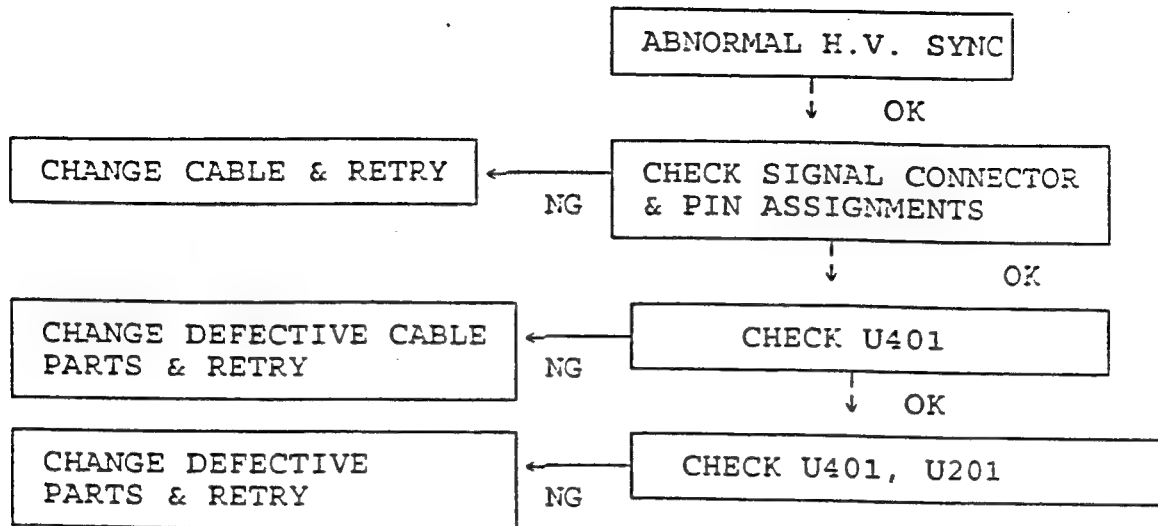 ABNORMAL H.V. SYNC
OK
CHANGE CABLE & RETRY
NG
CHECK SIGNAL CONNECTOR
& PIN ASSIGNMENTS
OK
CHANGE DEFECTIVE CABLE
PARTS & RETRY
NG
CHECK U401
OK
CHANGE DEFECTIVE
PARTS & RETRY
NG
CHECK U401, U201